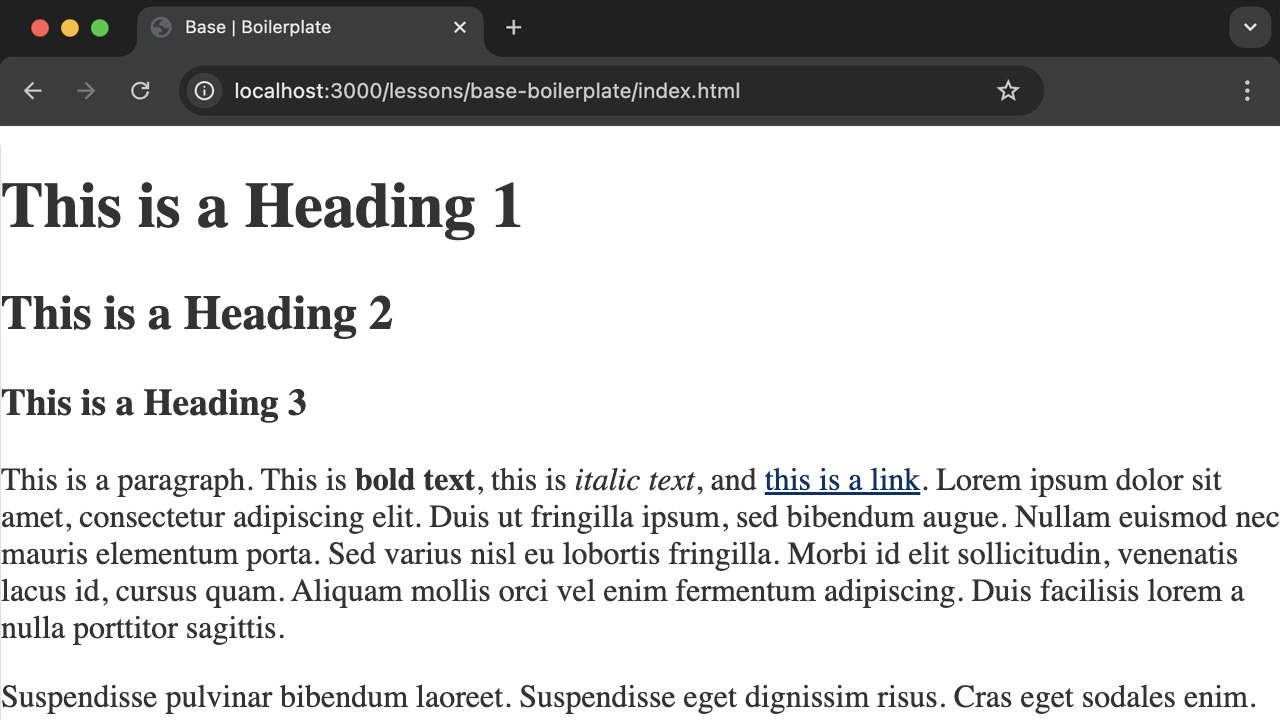 Base | Boilerplate
localhost:3000/lessons/base-boilerplate/index.html
This is a Heading 1
This is a Heading 2
This is a Heading 3
This is a paragraph. This is bold text, this is italic text, and this is a link. Lorem ipsum dolor sit
amet, consectetur adipiscing elit. Duis ut fringilla ipsum, sed bibendum augue. Nullam euismod nec
mauris elementum porta. Sed varius nisl eu lobortis fringilla. Morbi id elit sollicitudin, venenatis
lacus id, cursus quam. Aliquam mollis orci vel enim fermentum adipiscing. Duis facilisis lorem a
nulla porttitor sagittis.
Suspendisse pulvinar bibendum laoreet. Suspendisse eget dignissim risus. Cras eget sodales enim.